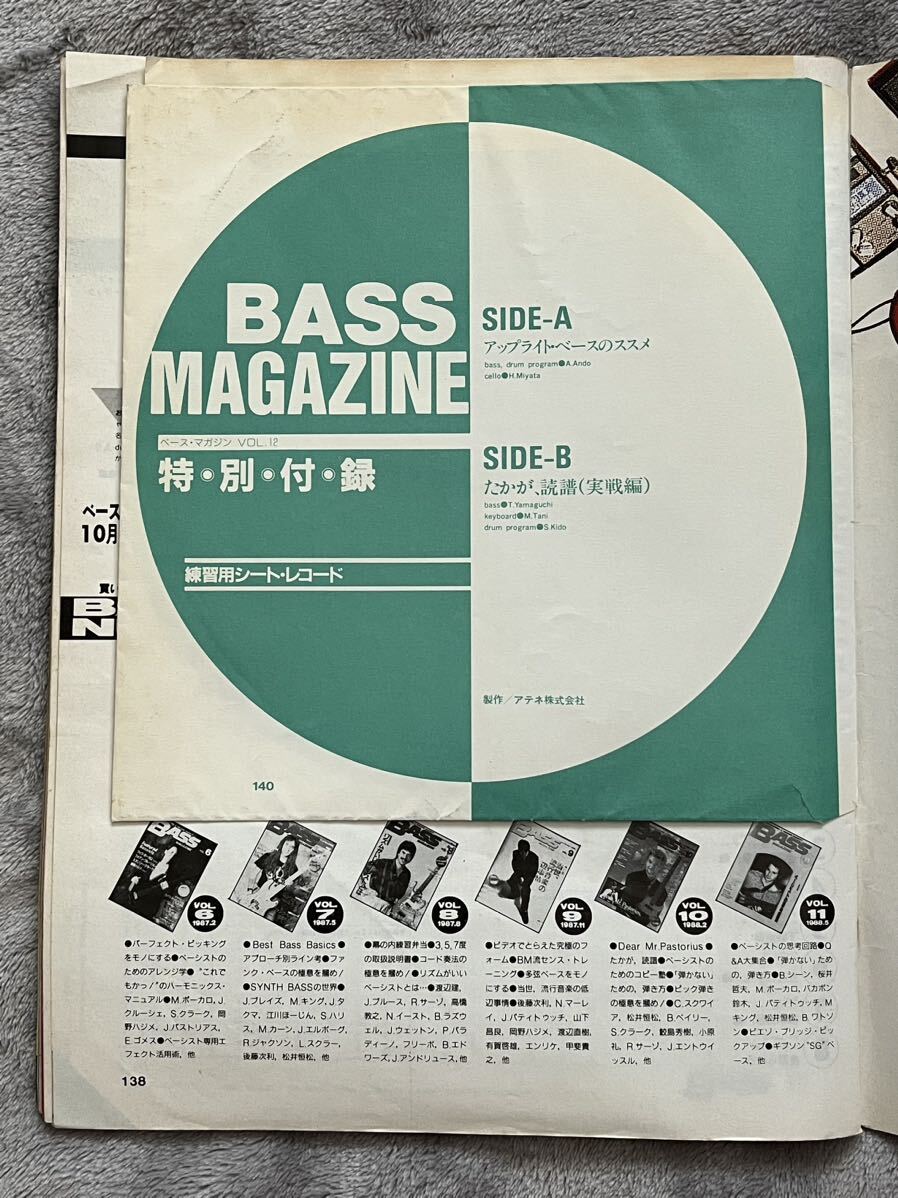 BASS
MAGAZINE
ベース・マガジン VOL.12
特・別・付・録
練習用シート・レコード
140
SIDE-A
アップライト・ベースのススメ
bass, drum program●A.Ando
cello●H.Miyata
SIDE-B
たかが、読譜(実戦編)
bass●T.Yamaguchi
keyboard●M.Tani
drum program●S.Kido
製作/アテネ株式会社
ベース
10月
買い
B
N
BASS
VOL.
6
1987.2
●パーフェクト・ピッキング
をモノにする●ベーシストの
ためのアレンジ学●“これで
もかっ!”のハーモニックス・
マニュアル●M.ポーカロ, J.
クルーシェ, S.クラーク, 岡
野ハジメ, J.パストリアス,
E.ゴメス●ベーシスト専用エ
フェクト活用術, 他
VOL.
7
1987.5
●Best Bass Basics●
アプローチ別ライン考●ファ
ンク・ベースの極意を掴め!
●SYNTH BASSの世界●
J.ブレイズ, M.キング, J.タ
クマ, 江川ほーじん, S.ハリ
ス, M.カーン, J.エルボーグ,
R.ジャクソン, L.スクラー,
後藤次利, 松井恒松, 他
BASS
VOL.
8
1987.8
●幕の内練習弁当●3,5,7度
の取扱説明書●コード奏法の
極意を掴め!●リズムがいい
ベーシストとは…●渡辺建,
J.ブルース, R.サーゾ, 高橋
教之, N.イースト, B.ラズウ
ェル, J.ウェットン, P.パラ
ディーノ, フリーボ, B.エド
ワーズ, J.アンドリュース, 他
VOL.
9
1987.11
●ビデオでとらえた究極のフ
ォーム●BM流センス・トレ
ーニング●多弦ベースをモノ
にする●当世, 流行音楽の低
辺事情●後藤次利, N.マーレ
イ, J.パティトゥッチ, 山下
昌良, 岡野ハジメ, 渡辺直樹,
有賀啓雄, エンリケ, 甲斐貴
之, 他
BASS
VOL.
10
1988.2
●Dear Mr.Pastorius●
たかが, 読譜●ベーシストの
ためのコピー塾●「弾かない」
ための, 弾き方●ピック弾き
の極意を掴め!●C.スクワイ
ア, 松井恒松, B.ベイリー,
S.クラーク, 鮫島秀樹, 小原
礼, R.サーゾ, J.エントウイ
ッスル, 他
BASS
VOL.
11
1988.5
●ベーシストの思考回路●Q
&A大集合●「弾かない」ため
の, 弾き方●B.シーン, 桜井
哲夫, M.ポーカロ, バカボン
鈴木, J.パティトゥッチ, M.
キング, 松井恒松, B.ワトソ
ン●ピエゾ・ブリッジ・ピッ
クアップ●ギブソン“SG”ベ
ース, 他
138